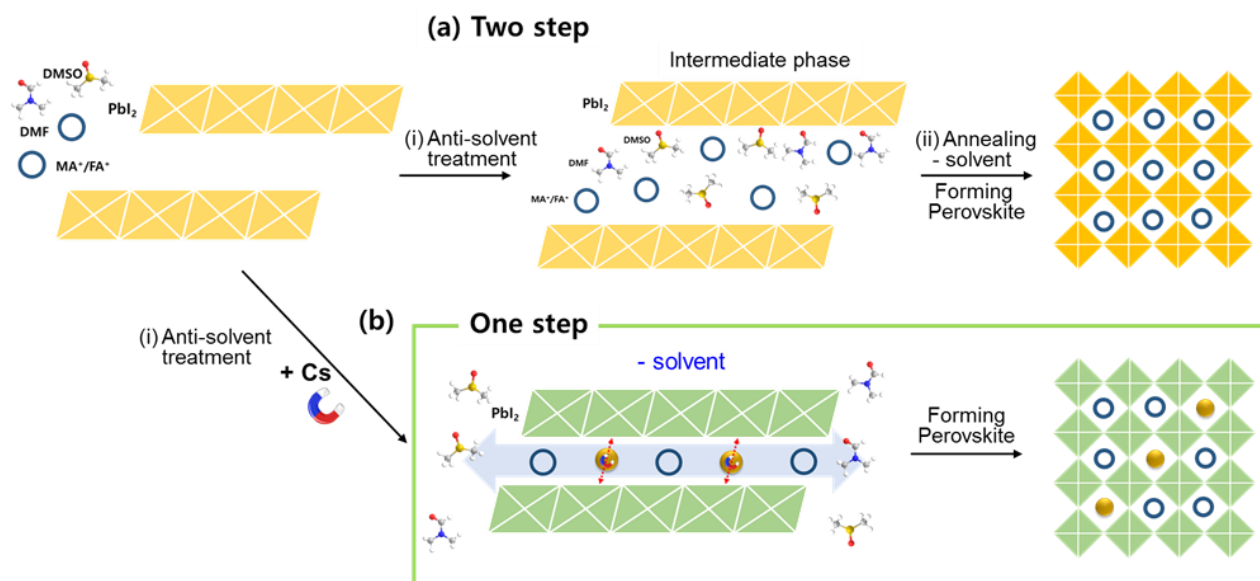 (a) Two step
DMSO
PbI₂
DMF
MA⁺/FA⁺
(i) Anti-solvent
treatment
Intermediate phase
PbI₂
DMSO
DMF
MA⁺/FA⁺
(ii) Annealing
- solvent
Forming
Perovskite
(i) Anti-solvent
treatment
+ Cs
(b) One step
- solvent
PbI₂
Forming
Perovskite